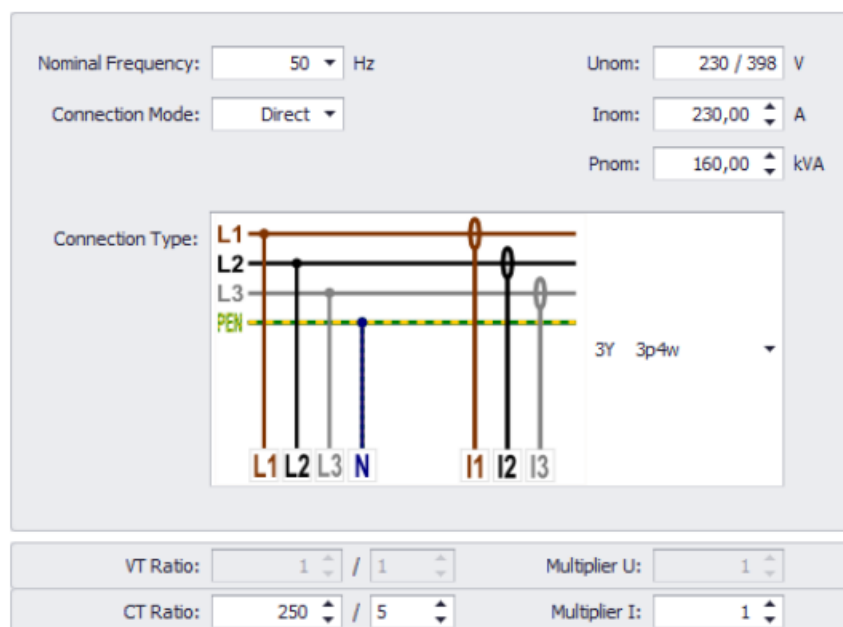 Nominal Frequency: 50 Hz Unom: 230 / 398 V
Connection Mode: Direct Inom: 230,00 A
Pnom: 160,00 kVA
Connection Type: L1
L2
L3
PEN
3Y 3p4w
L1 L2 L3 N I1 I2 I3
VT Ratio: 1 / 1 Multiplier U: 1
CT Ratio: 250 / 5 Multiplier I: 1